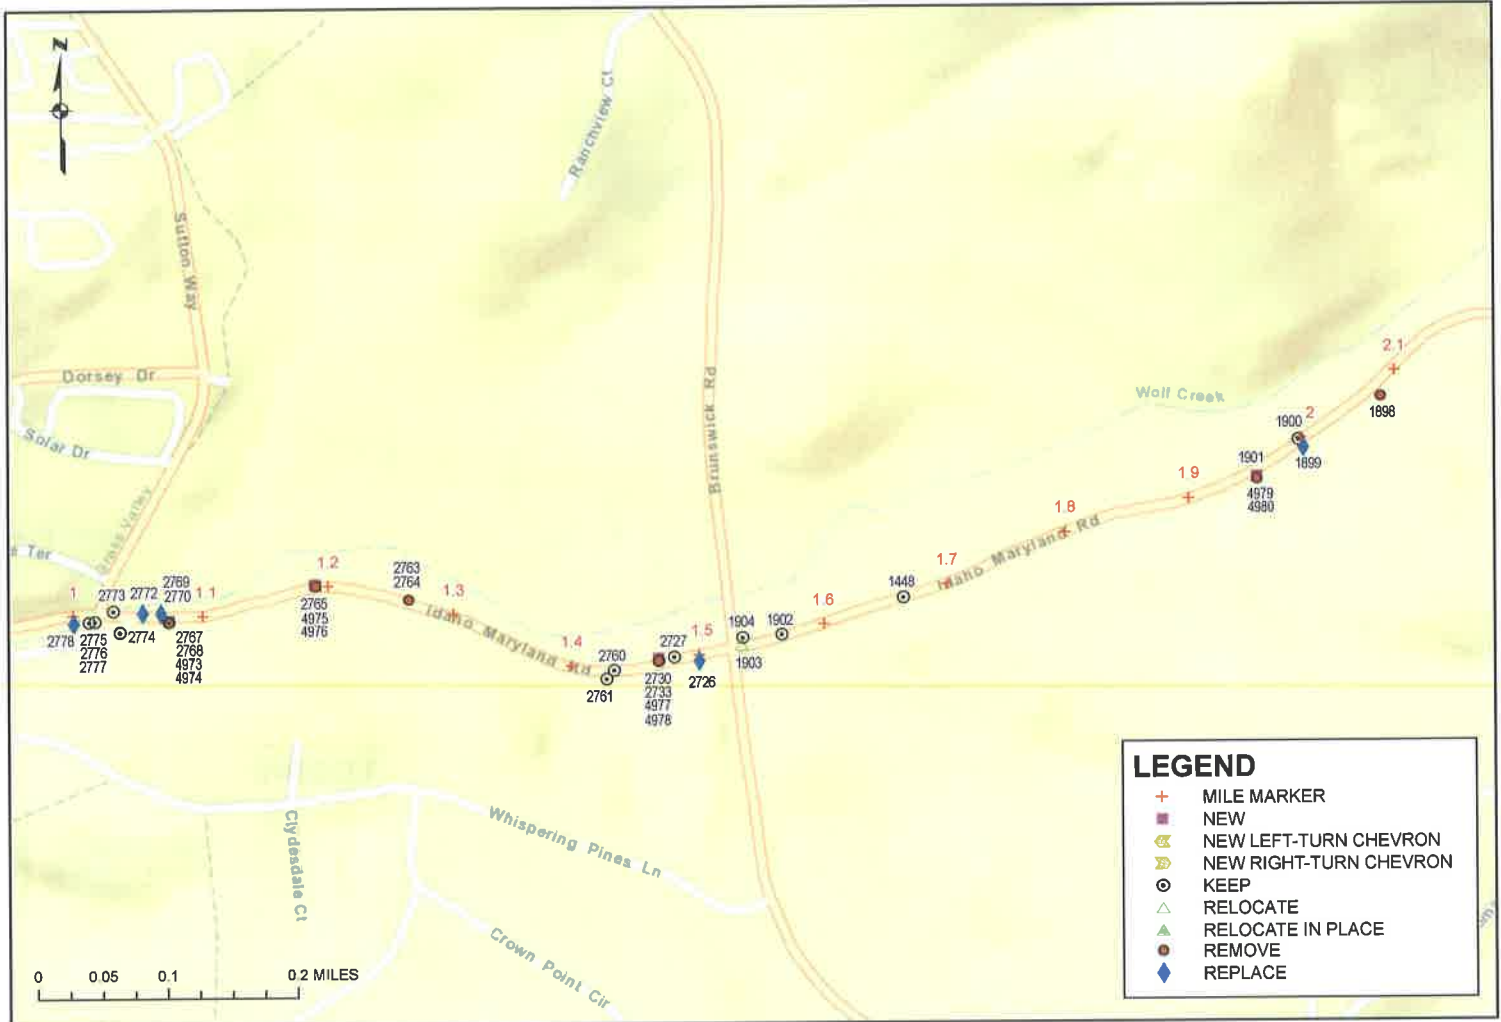 N
Ranchview Ct
Sutton Way
Dorsey Dr
Solar Dr
Brunswick Rd
Wolf Creek
Ter
2.1
1898
1900
2
1899
1901
4979
4980
1.9
1.8
Idaho Maryland Rd
1.7
1448
1.6
1902
1904
1903
1.5
2726
2727
2730
2733
4977
4978
2760
2761
1.4
Idaho Maryland Rd
1.3
2763
2764
1.2
2765
4975
4976
1.1
2769
2770
2767
2768
4973
4974
2772
2774
2773
2775
2776
2777
1
2778
Clydesdale Ct
Whispering Pines Ln
Crown Point Cir
0 0.05 0.1 0.2 MILES
LEGEND
MILE MARKER
NEW
NEW LEFT-TURN CHEVRON
NEW RIGHT-TURN CHEVRON
KEEP
RELOCATE
RELOCATE IN PLACE
REMOVE
REPLACE